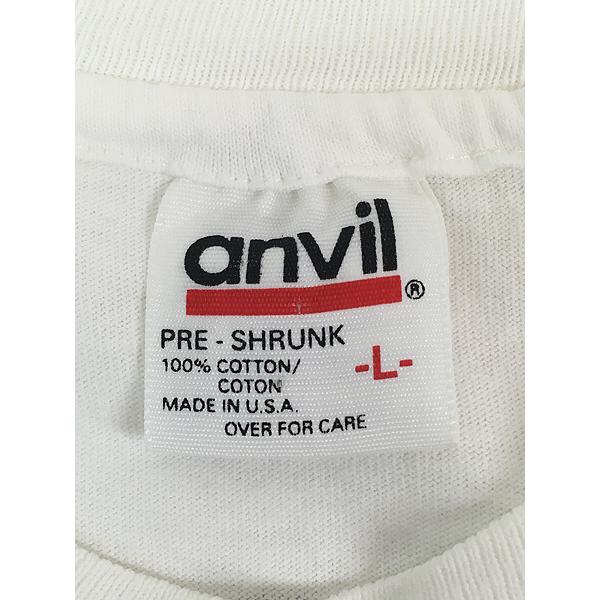 anvil®
PRE - SHRUNK
100% COTTON/
COTON
-L-
MADE IN U.S.A.
OVER FOR CARE